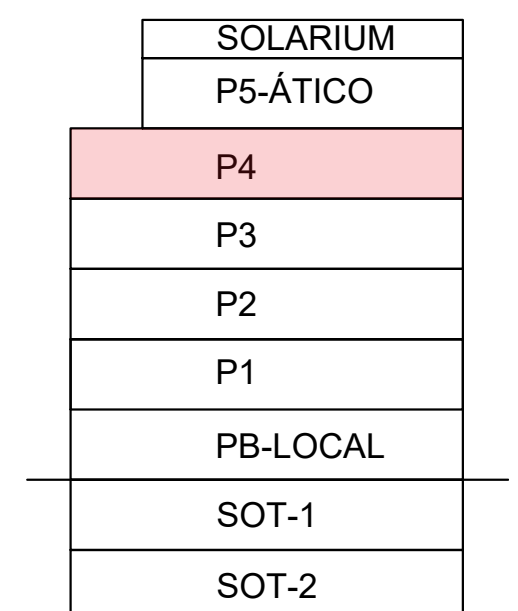 SOLARIUM
P5-ÁTICO
P4
P3
P2
P1
PB-LOCAL
SOT-1
SOT-2